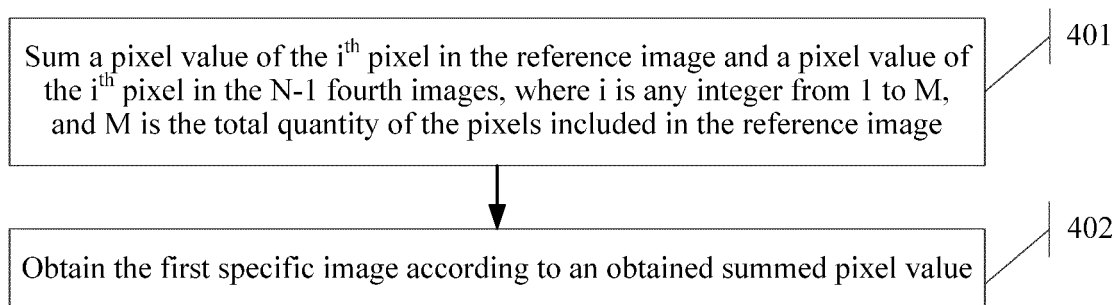 Sum a pixel value of the ith pixel in the reference image and a pixel value of
the ith pixel in the N-1 fourth images, where i is any integer from 1 to M,
and M is the total quantity of the pixels included in the reference image
401
Obtain the first specific image according to an obtained summed pixel value
402